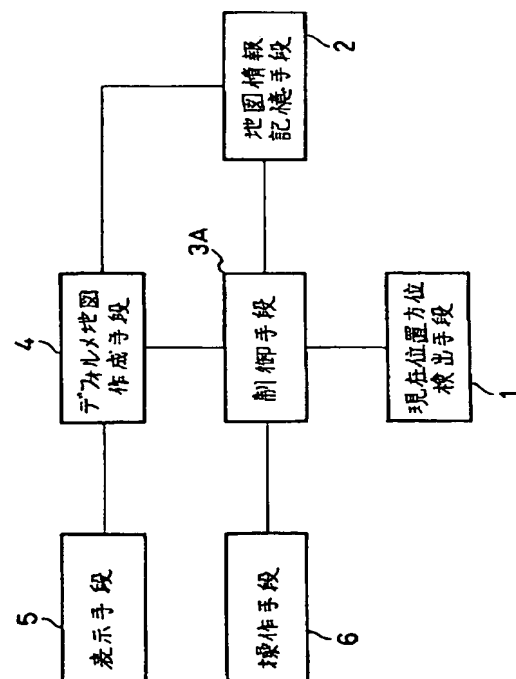 5
表示手段
操作手段
6
4
デフォルメ地図
作成手段
3A
制御手段
現在位置方位
検出手段
1
地図情報
記憶手段
2